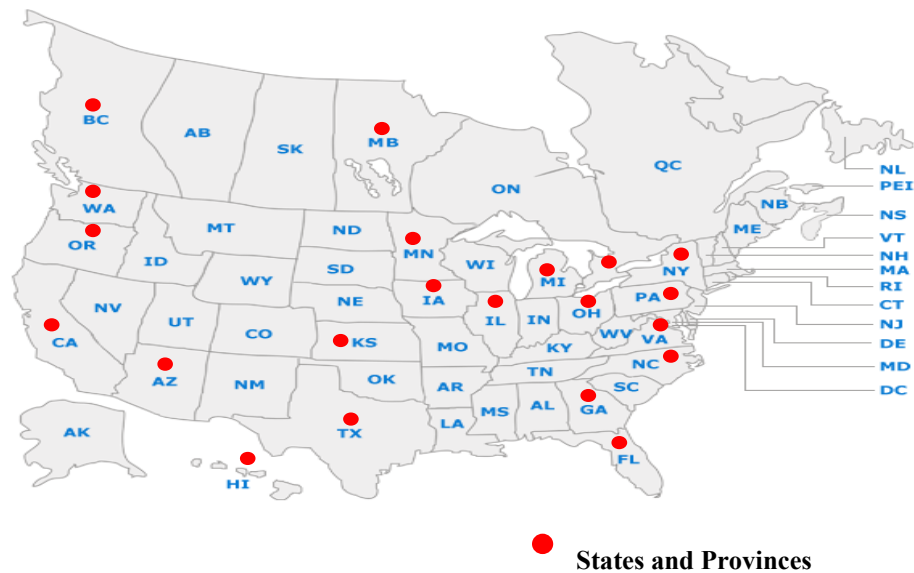 BC
AB
SK
MB
ON
QC
NL
PEI
NB
NS
ME
WA
MT
ND
MN
VT
OR
ID
SD
WI
MI
NY
NH
MA
WY
IA
RI
NV
NE
PA
CT
UT
CO
IL
IN
OH
NJ
CA
KS
MO
WV
VA
DE
KY
MD
AZ
NM
OK
TN
NC
AR
SC
DC
MS
AL
GA
TX
LA
AK
FL
HI
States and Provinces